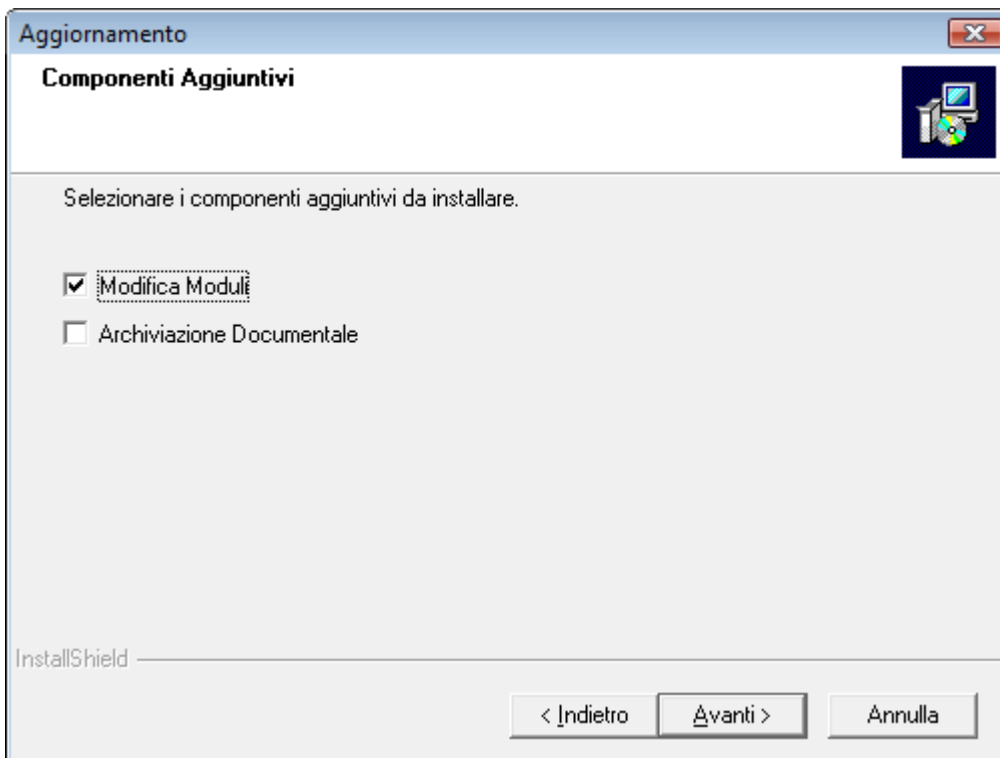 Aggiornamento
Componenti Aggiuntivi
Selezionare i componenti aggiuntivi da installare.
Modifica Moduli
Archiviazione Documentale
InstallShield
< Indietro
Avanti >
Annulla